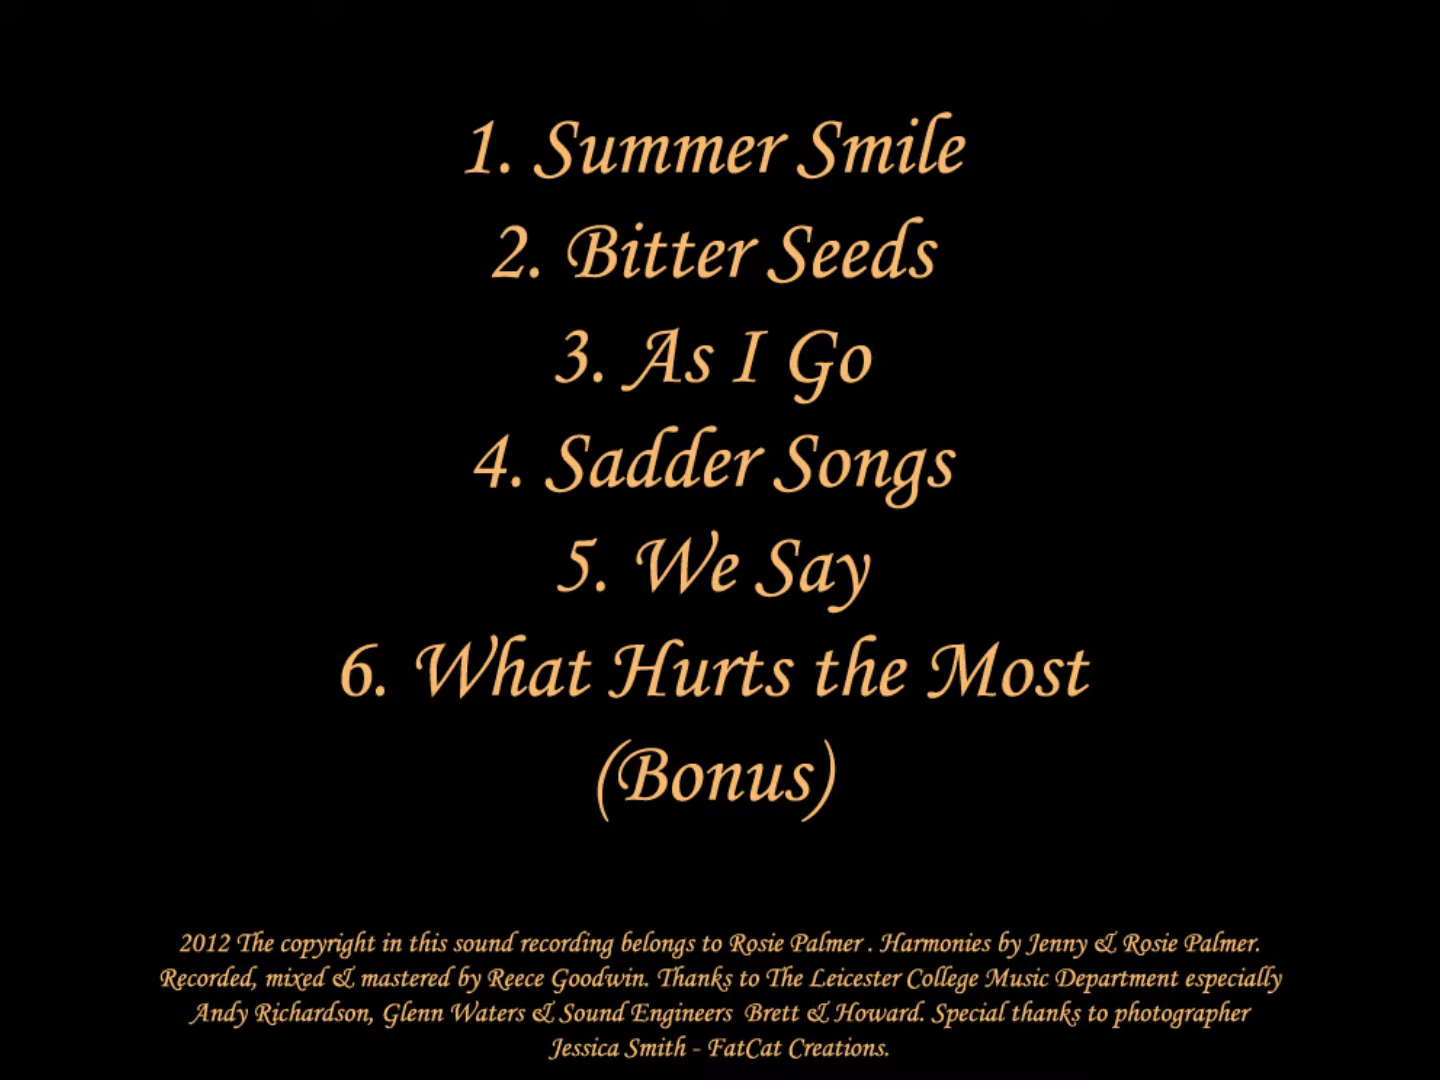 1. Summer Smile
2. Bitter Seeds
3. As I Go
4. Sadder Songs
5. We Say
6. What Hurts the Most
(Bonus)
2012 The copyright in this sound recording belongs to Rosie Palmer . Harmonies by Jenny & Rosie Palmer.
Recorded, mixed & mastered by Reece Goodwin. Thanks to The Leicester College Music Department especially
Andy Richardson, Glenn Waters & Sound Engineers Brett & Howard. Special thanks to photographer
Jessica Smith - FatCat Creations.